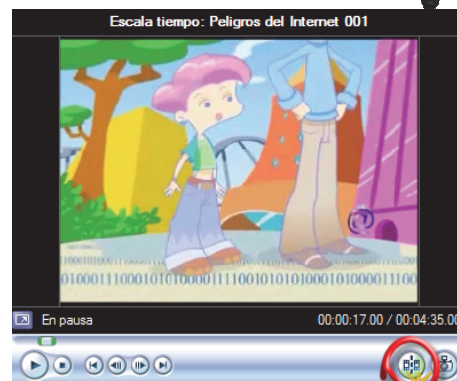 Escala tiempo: Peligros del Internet 001
En pausa
00:00:17.00 / 00:04:35.00